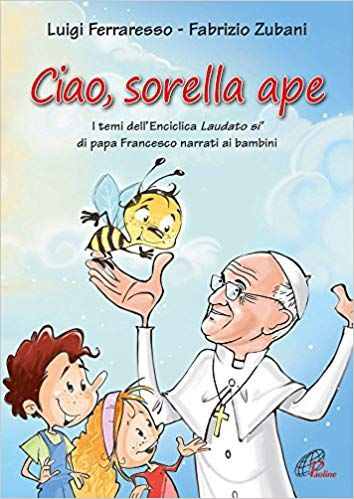 Luigi Ferraresso - Fabrizio Zubani
Ciao, sorella ape
I temi dell'Enciclica Laudato si'
di papa Francesco narrati ai bambini
Paoline